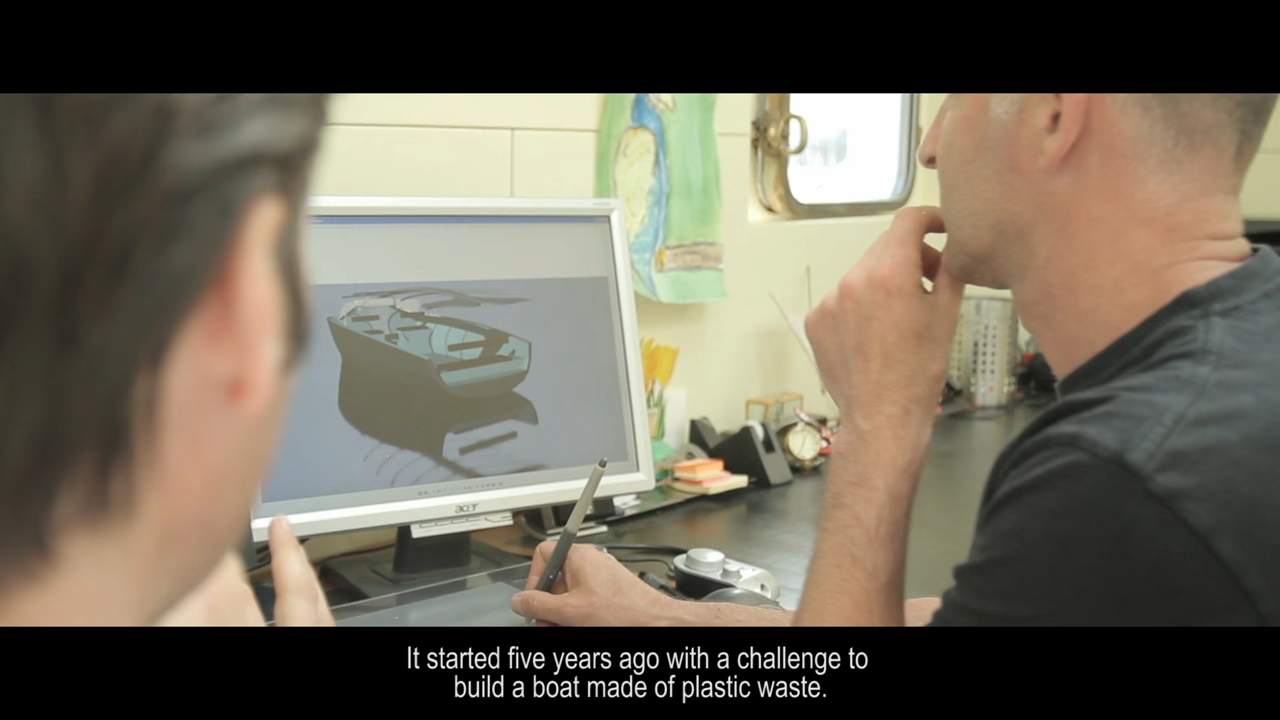 acer
It started five years ago with a challenge to
build a boat made of plastic waste.